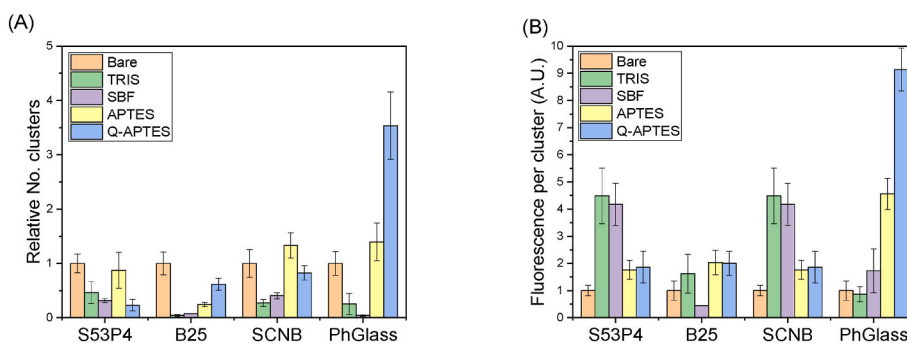 (A)
Relative No. clusters
5
4
3
2
1
0
Bare
TRIS
SBF
APTES
Q-APTES
S53P4 B25 SCNB PhGlass
(B)
Fluorescence per cluster (A.U.)
10
9
8
7
6
5
4
3
2
1
0
Bare
TRIS
SBF
APTES
Q-APTES
S53P4 B25 SCNB PhGlass